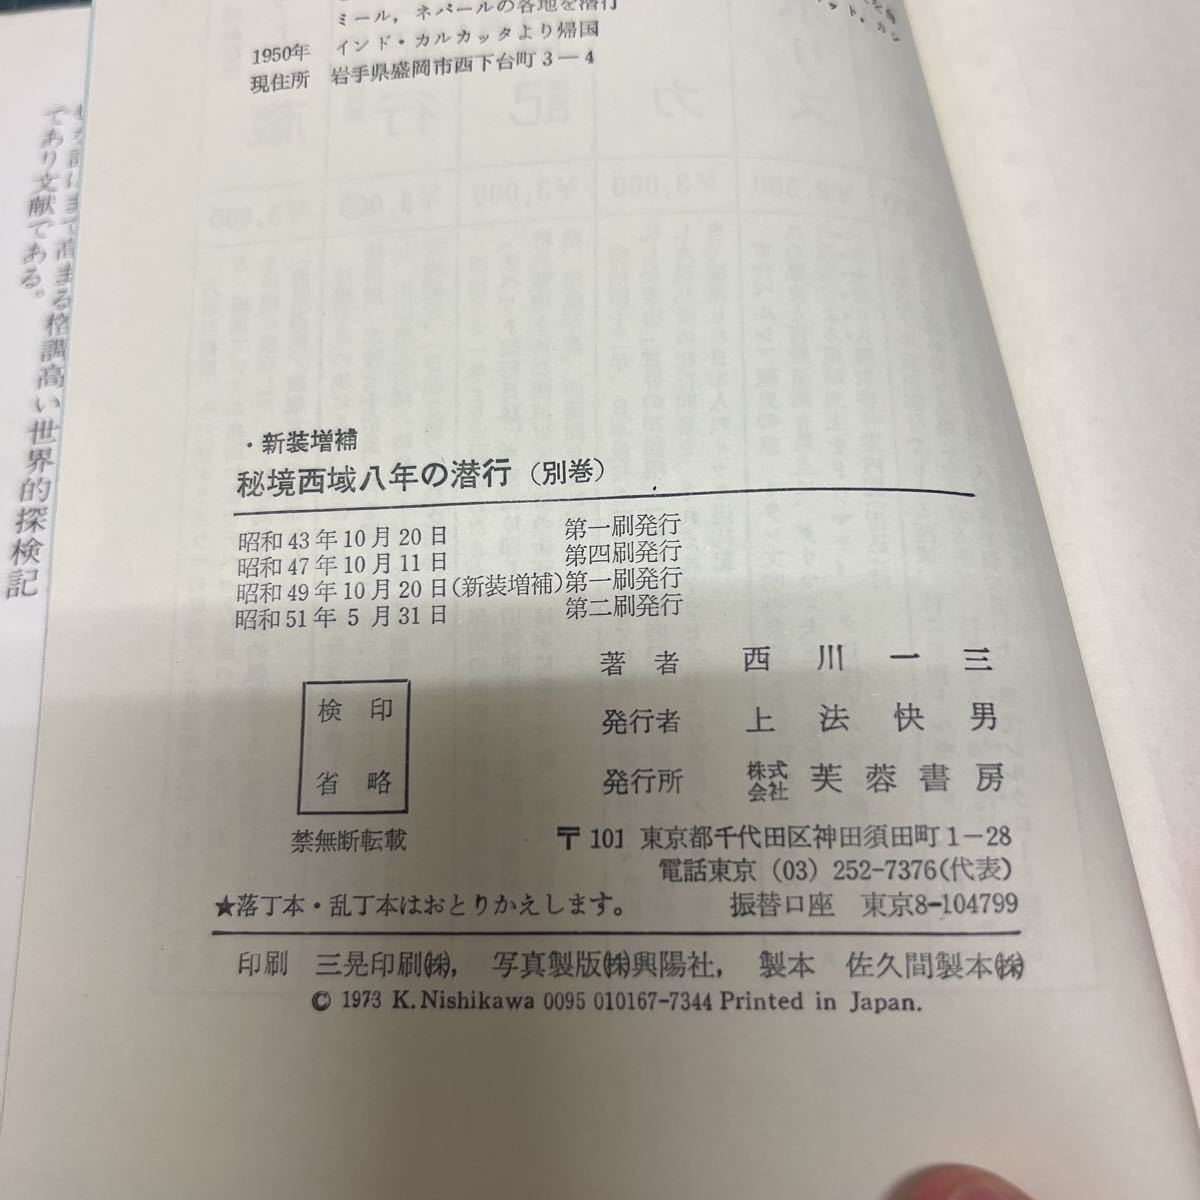 ミール，ネパールの各地を潜行
1950年 インド・カルカッタより帰国
現住所 岩手県盛岡市西下台町3—4
まで高まる格調高い世界的探検記
であり文献である。
・新装増補
秘境西域八年の潜行（別巻）
昭和43年10月20日 第一刷発行
昭和47年10月11日 第四刷発行
昭和49年10月20日(新装増補)第一刷発行
昭和51年5月31日 第二刷発行
著者 西川一三
発行者 上法快男
発行所 株式会社 芙蓉書房
検印
省略
禁無断転載
〒101 東京都千代田区神田須田町1－28
電話東京（03）252-7376(代表)
★落丁本・乱丁本はおとりかえします。 振替口座 東京8-104799
印刷 三晃印刷㈱， 写真製版㈱興陽社， 製本 佐久間製本㈱
© 1973 K. Nishikawa 0095 010167-7344 Printed in Japan.